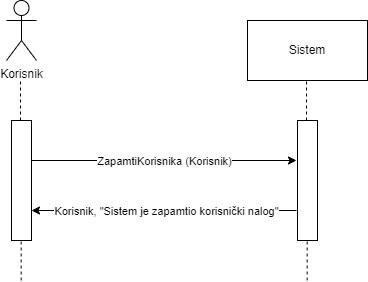 Korisnik
Sistem
ZapamtiKorisnika (Korisnik)
Korisnik, "Sistem je zapamtio korisnički nalog"